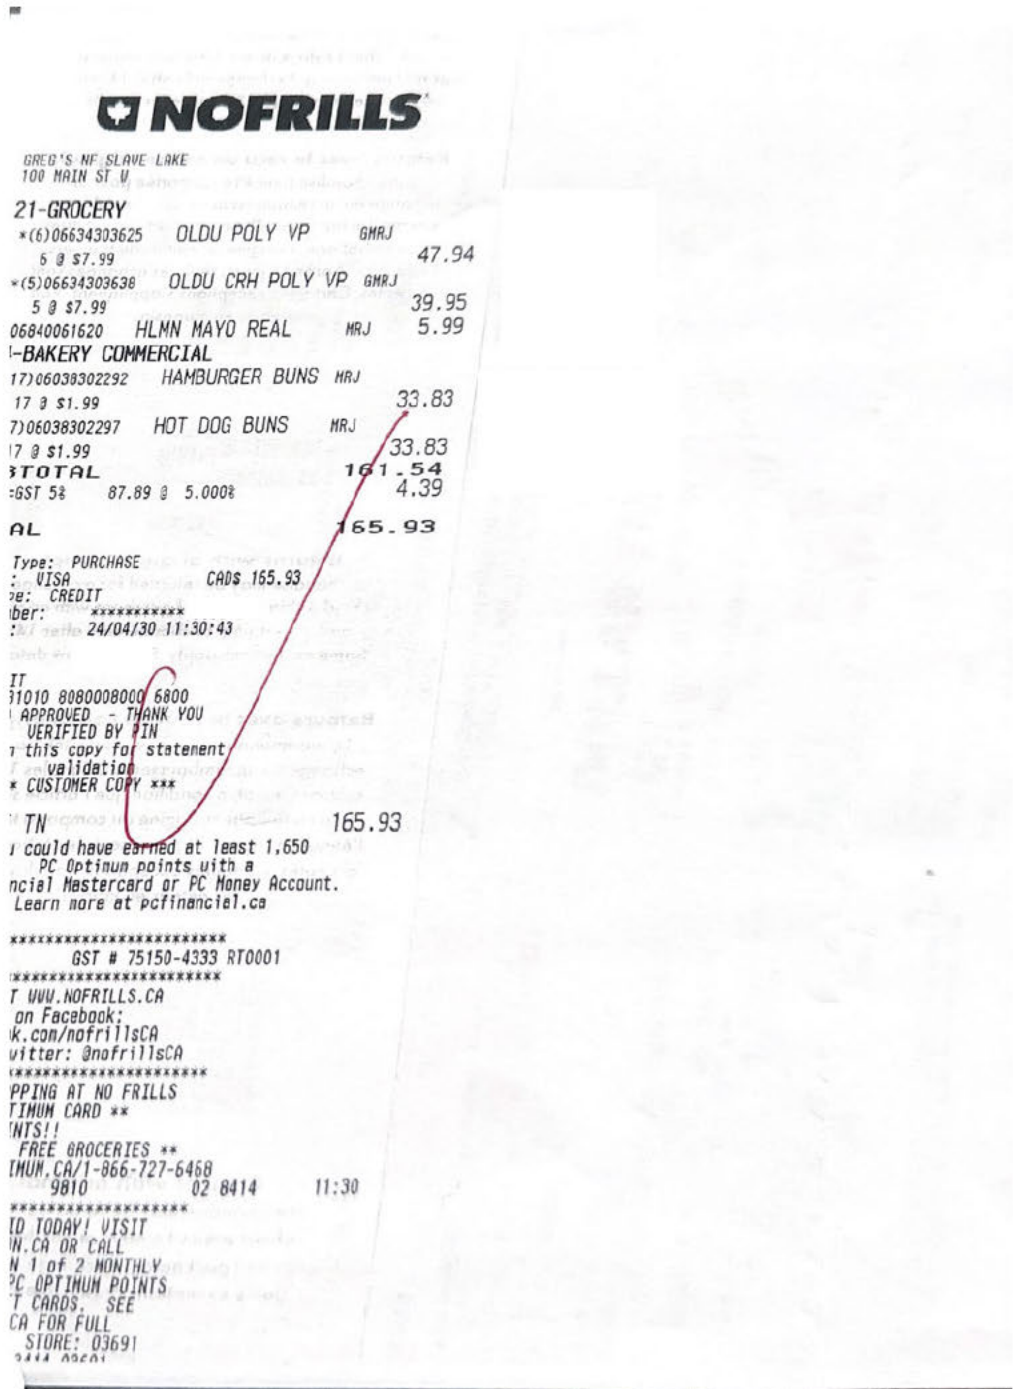 NOFRILLS
GREG'S NF SLAVE LAKE
100 MAIN ST W
21-GROCERY
*(6)06634303625 OLDU POLY VP GMRJ
6 @ $7.99 47.94
*(5)06634303638 OLDU CRH POLY VP GMRJ
5 @ $7.99 39.95
06840061620 HLMN MAYO REAL MRJ 5.99
-BAKERY COMMERCIAL
17)06038302292 HAMBURGER BUNS MRJ
17 @ $1.99 33.83
7)06038302297 HOT DOG BUNS MRJ
17 @ $1.99 33.83
BTOTAL 161.54
=GST 5% 87.89 @ 5.000% 4.39
AL 165.93
Type: PURCHASE
: VISA CAD$ 165.93
pe: CREDIT
ber: ***********
: 24/04/30 11:30:43
IT
31010 8080008000 6800
APPROVED - THANK YOU
VERIFIED BY PIN
n this copy for statement
validation
* CUSTOMER COPY ***
TN 165.93
u could have earned at least 1,650
PC Optimum points with a
ncial Mastercard or PC Money Account.
Learn more at pcfinancial.ca
************************
GST # 75150-4333 RT0001
************************
T WWW.NOFRILLS.CA
on Facebook:
k.com/nofrillsCA
witter: @nofrillsCA
**********************
PPING AT NO FRILLS
TIMUM CARD **
INTS!!
FREE GROCERIES **
IMUM.CA/1-866-727-6468
9810 02 8414 11:30
********************
ID TODAY! VISIT
UN.CA OR CALL
N 1 of 2 MONTHLY
PC OPTIMUM POINTS
T CARDS. SEE
CA FOR FULL
STORE: 03691